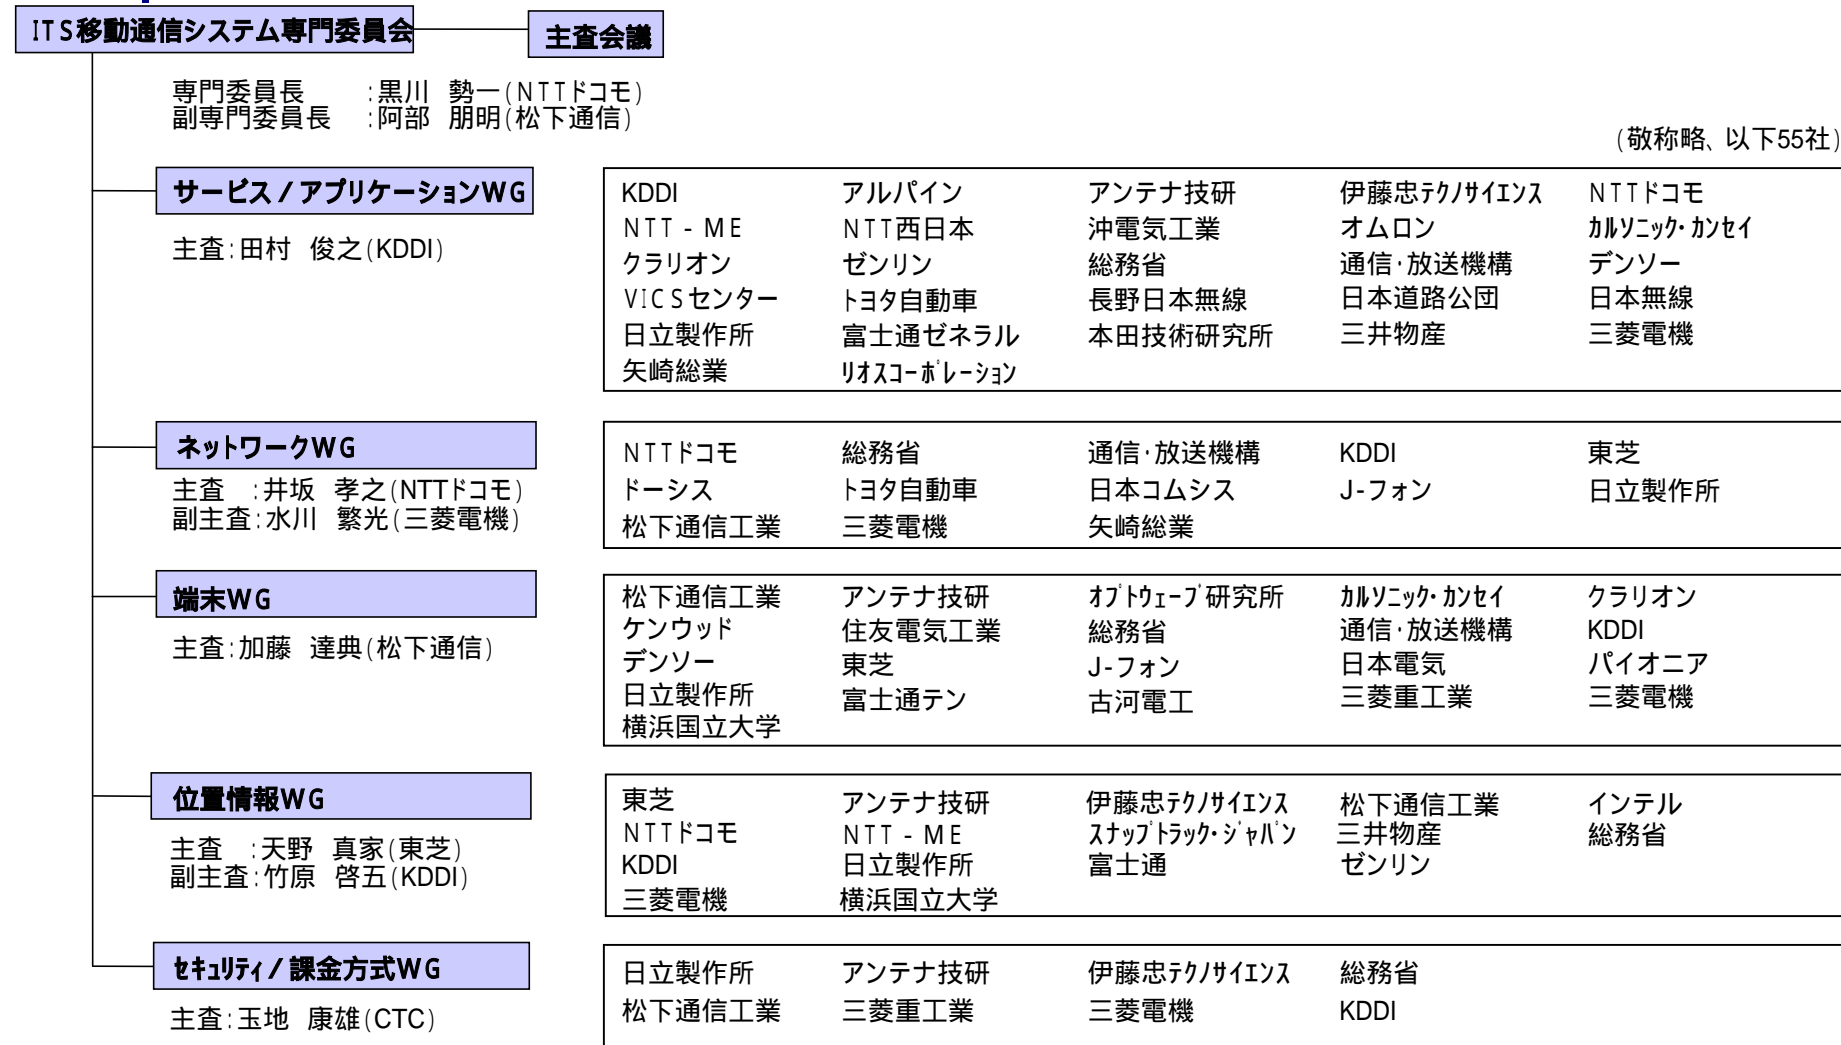 ITS移動通信システム専門委員会 主査会議
専門委員長 :黒川 勢一(NTTドコモ)
副専門委員長 :阿部 朋明(松下通信)
(敬称略、以下55社)
サービス/アプリケーションWG
主査:田村 俊之(KDDI)
KDDI アルパイン アンテナ技研 伊藤忠テクノサイエンス NTTドコモ
NTT-ME NTT西日本 沖電気工業 オムロン カルソニック・カンセイ
クラリオン ゼンリン 総務省 通信・放送機構 デンソー
VICSセンター トヨタ自動車 長野日本無線 日本道路公団 日本無線
日立製作所 富士通ゼネラル 本田技術研究所 三井物産 三菱電機
矢崎総業 リオスコーポレーション
ネットワークWG
主査 :井坂 孝之(NTTドコモ)
副主査:水川 繁光(三菱電機)
NTTドコモ 総務省 通信・放送機構 KDDI 東芝
ドーシス トヨタ自動車 日本コムシス J-フォン 日立製作所
松下通信工業 三菱電機 矢崎総業
端末WG
主査:加藤 達典(松下通信)
松下通信工業 アンテナ技研 オプトウェーブ研究所 カルソニック・カンセイ クラリオン
ケンウッド 住友電気工業 総務省 通信・放送機構 KDDI
デンソー 東芝 J-フォン 日本電気 パイオニア
日立製作所 富士通テン 古河電工 三菱重工業 三菱電機
横浜国立大学
位置情報WG
主査 :天野 真家(東芝)
副主査:竹原 啓五(KDDI)
東芝 アンテナ技研 伊藤忠テクノサイエンス 松下通信工業 インテル
NTTドコモ NTT-ME スナップトラック・ジャパン 三井物産 総務省
KDDI 日立製作所 富士通 ゼンリン
三菱電機 横浜国立大学
セキュリティ/課金方式WG
主査:玉地 康雄(CTC)
日立製作所 アンテナ技研 伊藤忠テクノサイエンス 総務省
松下通信工業 三菱重工業 三菱電機 KDDI